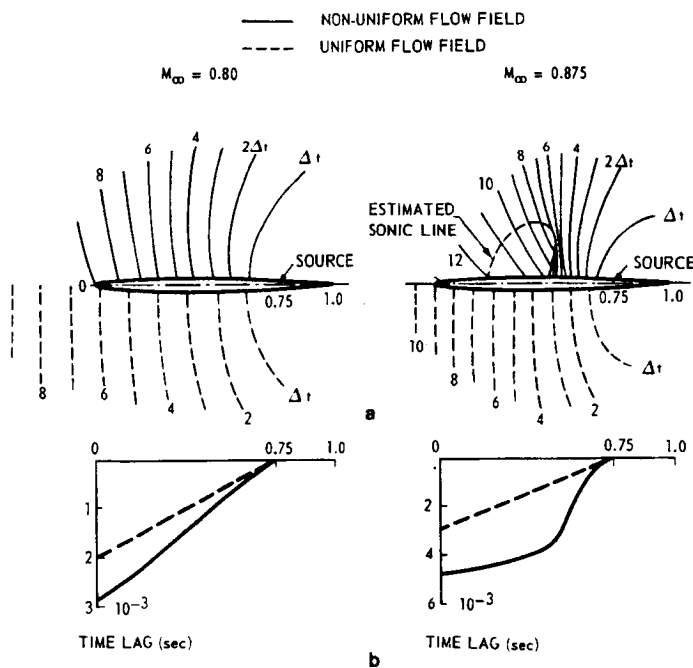 NON-UNIFORM FLOW FIELD
UNIFORM FLOW FIELD
M∞ = 0.80
M∞ = 0.875
8
6
4
2Δt
Δt
SOURCE
0
0.75
1.0
8
6
4
2
Δt
10
8
6
4
2Δt
Δt
ESTIMATED
SONIC LINE
12
SOURCE
0.75
1.0
10
8
6
4
2
Δt
a
0
0.75
1.0
1
2
3
10-3
TIME LAG (sec)
0
0.75
1.0
2
4
6
10-3
TIME LAG (sec)
b